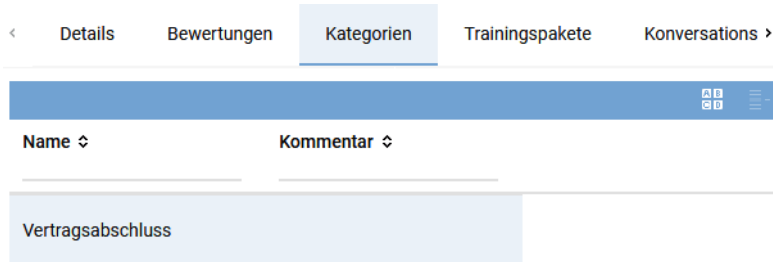 Details Bewertungen Kategorien Trainingspakete Konversations
A B
C D
Name Kommentar
Vertragsabschluss